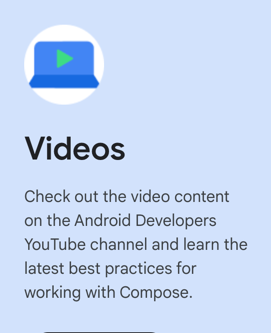 Videos
Check out the video content
on the Android Developers
YouTube channel and learn the
latest best practices for
working with Compose.